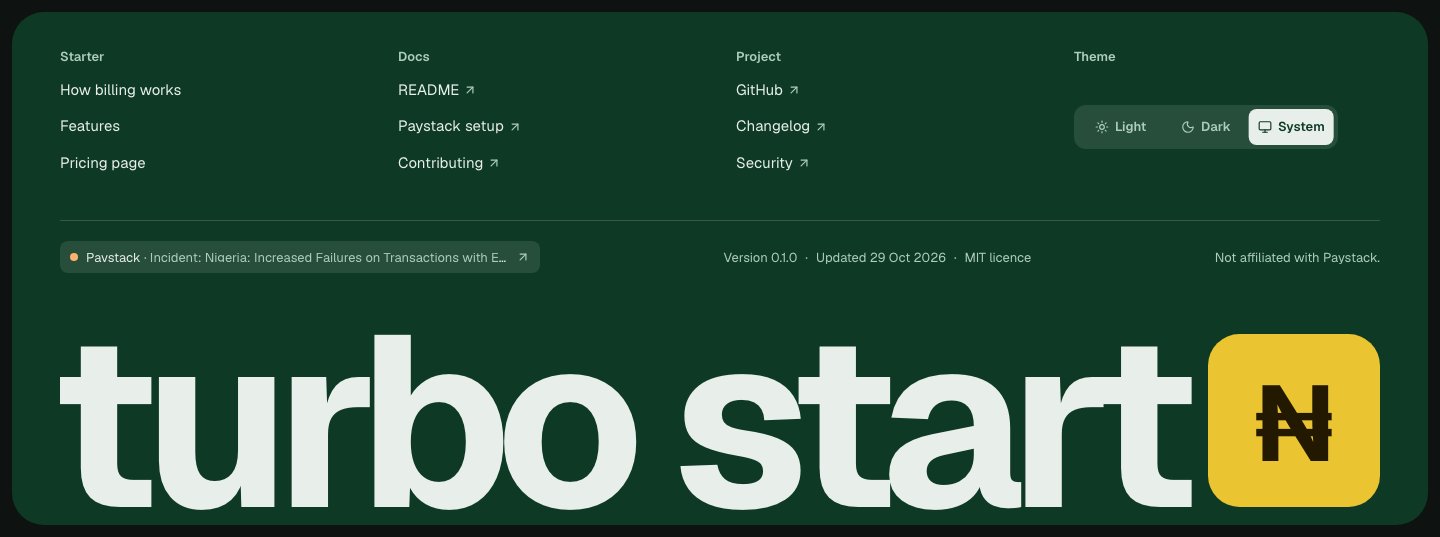 Starter
How billing works
Features
Pricing page
Docs
README
Paystack setup
Contributing
Project
GitHub
Changelog
Security
Theme
Light
Dark
System
Paystack · Incident: Nigeria: Increased Failures on Transactions with E…
Version 0.1.0 · Updated 29 Oct 2026 · MIT licence
Not affiliated with Paystack.
turbo start
₦